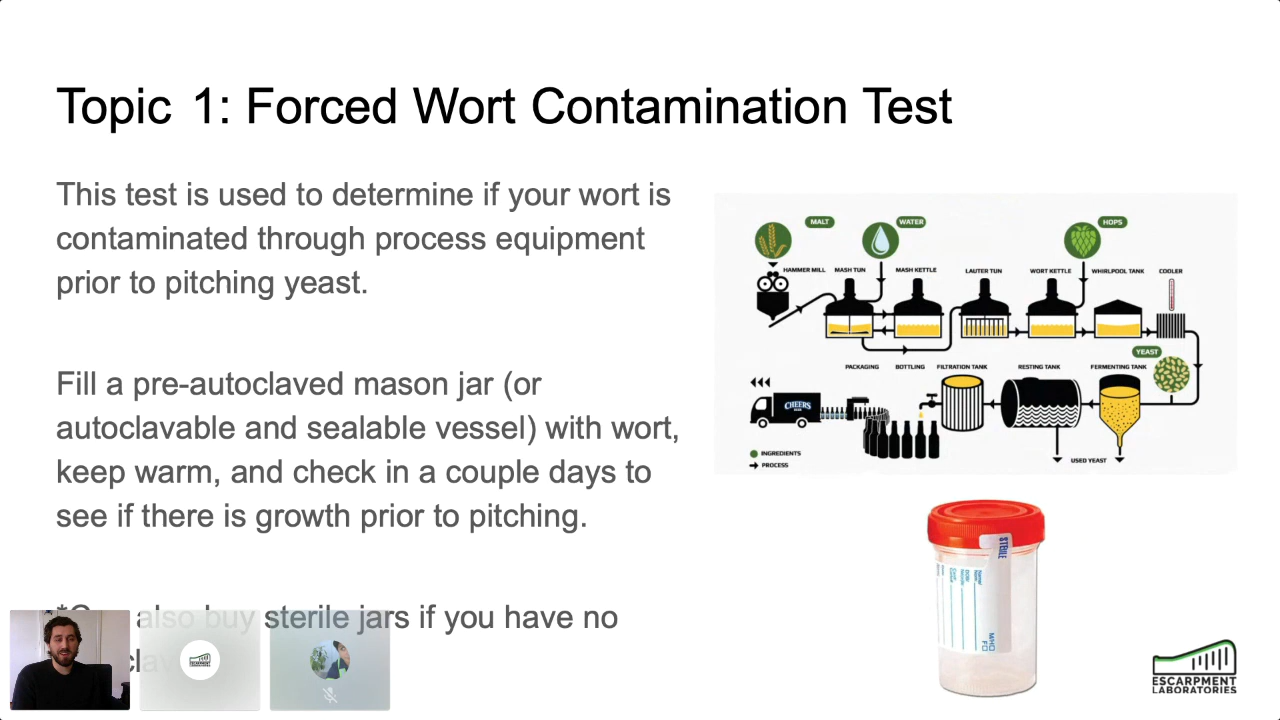 Topic 1: Forced Wort Contamination Test
This test is used to determine if your wort is
contaminated through process equipment
prior to pitching yeast.
Fill a pre-autoclaved mason jar (or
autoclavable and sealable vessel) with wort,
keep warm, and check in a couple days to
see if there is growth prior to pitching.
also buy sterile jars if you have no
MALT
WATER
HOPS
HAMMER MILL
MASH TUN
MASH KETTLE
LAUTER TUN
WORT KETTLE
WHIRLPOOL TANK
COOLER
YEAST
PACKAGING
BOTTLING
FILTRATION TANK
RESTING TANK
FERMENTING TANK
CHEERS
INGREDIENTS
PROCESS
USED YEAST
STERILE
ESCARPMENT
LABORATORIES
ESCARPMENT
LABORATORIES